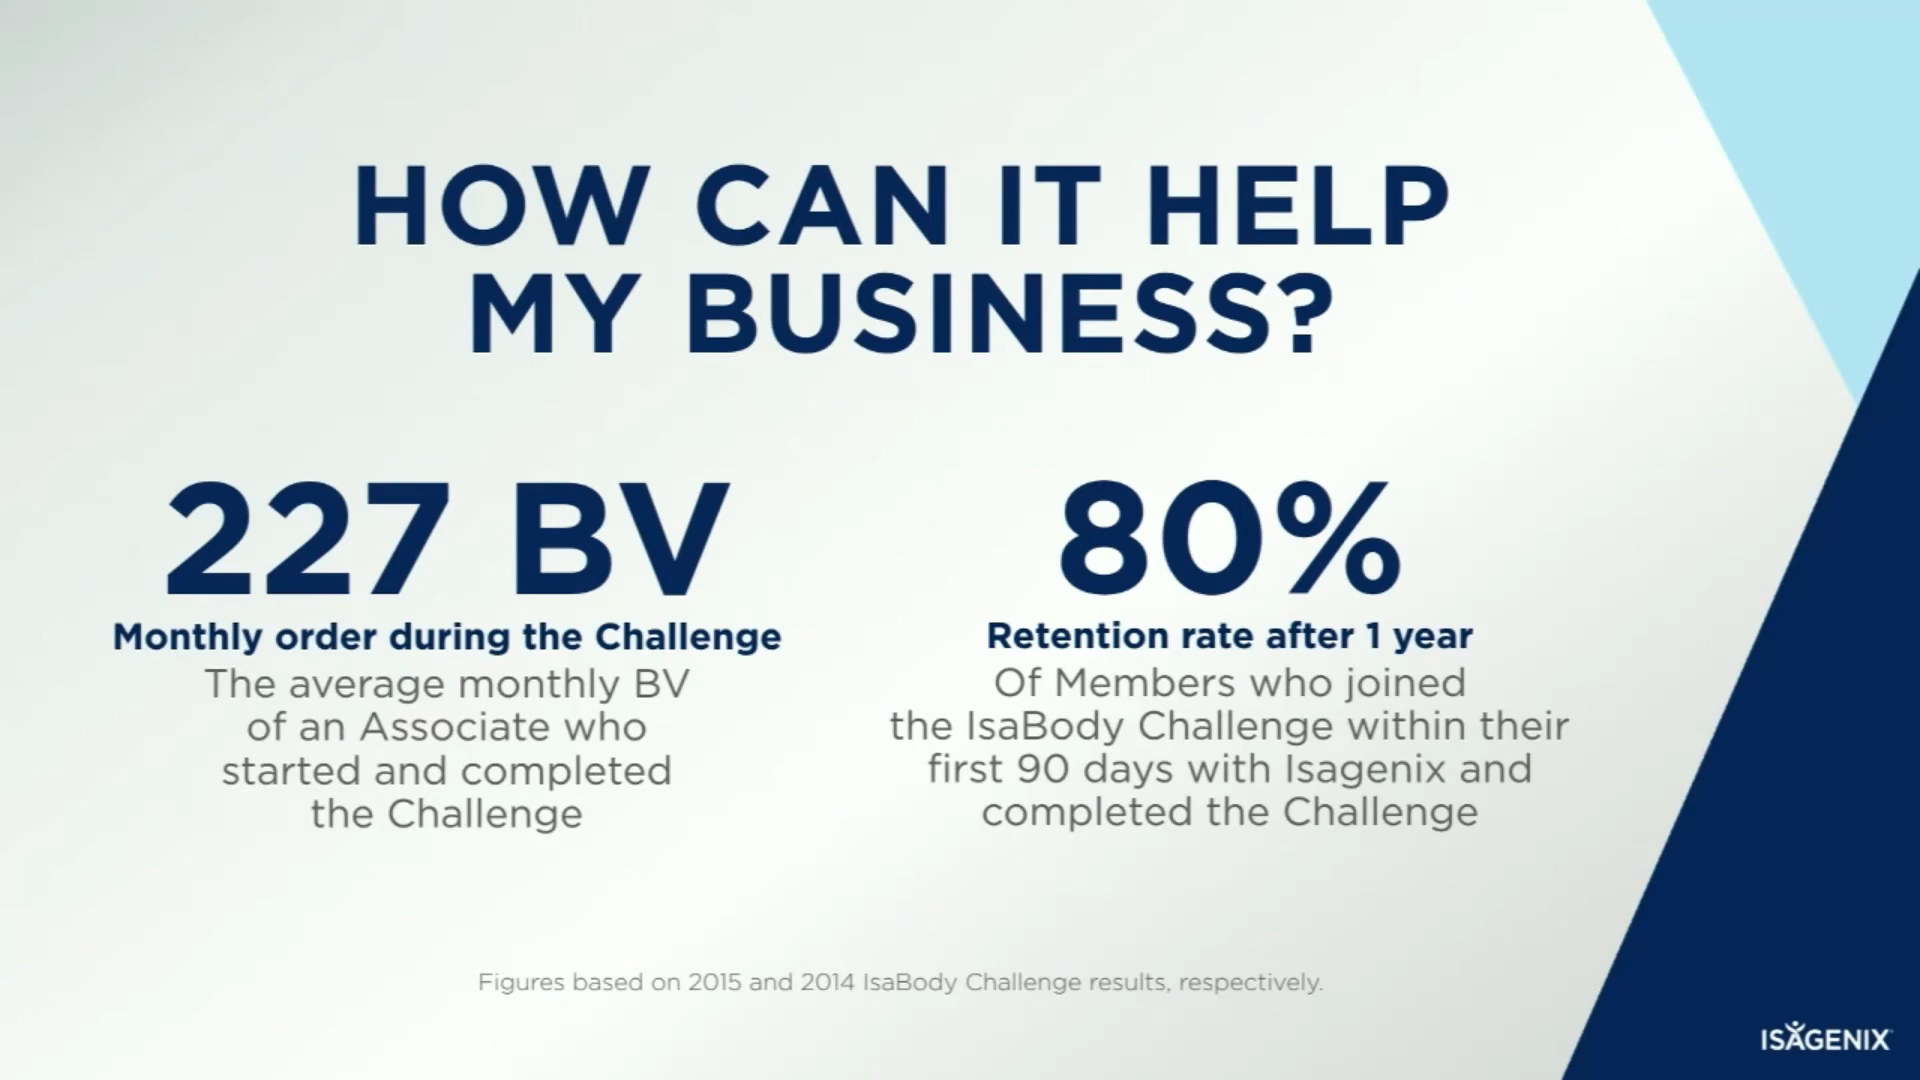 HOW CAN IT HELP
MY BUSINESS?
227 BV
Monthly order during the Challenge
The average monthly BV
of an Associate who
started and completed
the Challenge
80%
Retention rate after 1 year
Of Members who joined
the IsaBody Challenge within their
first 90 days with Isagenix and
completed the Challenge
Figures based on 2015 and 2014 IsaBody Challenge results, respectively.
ISAGENIX